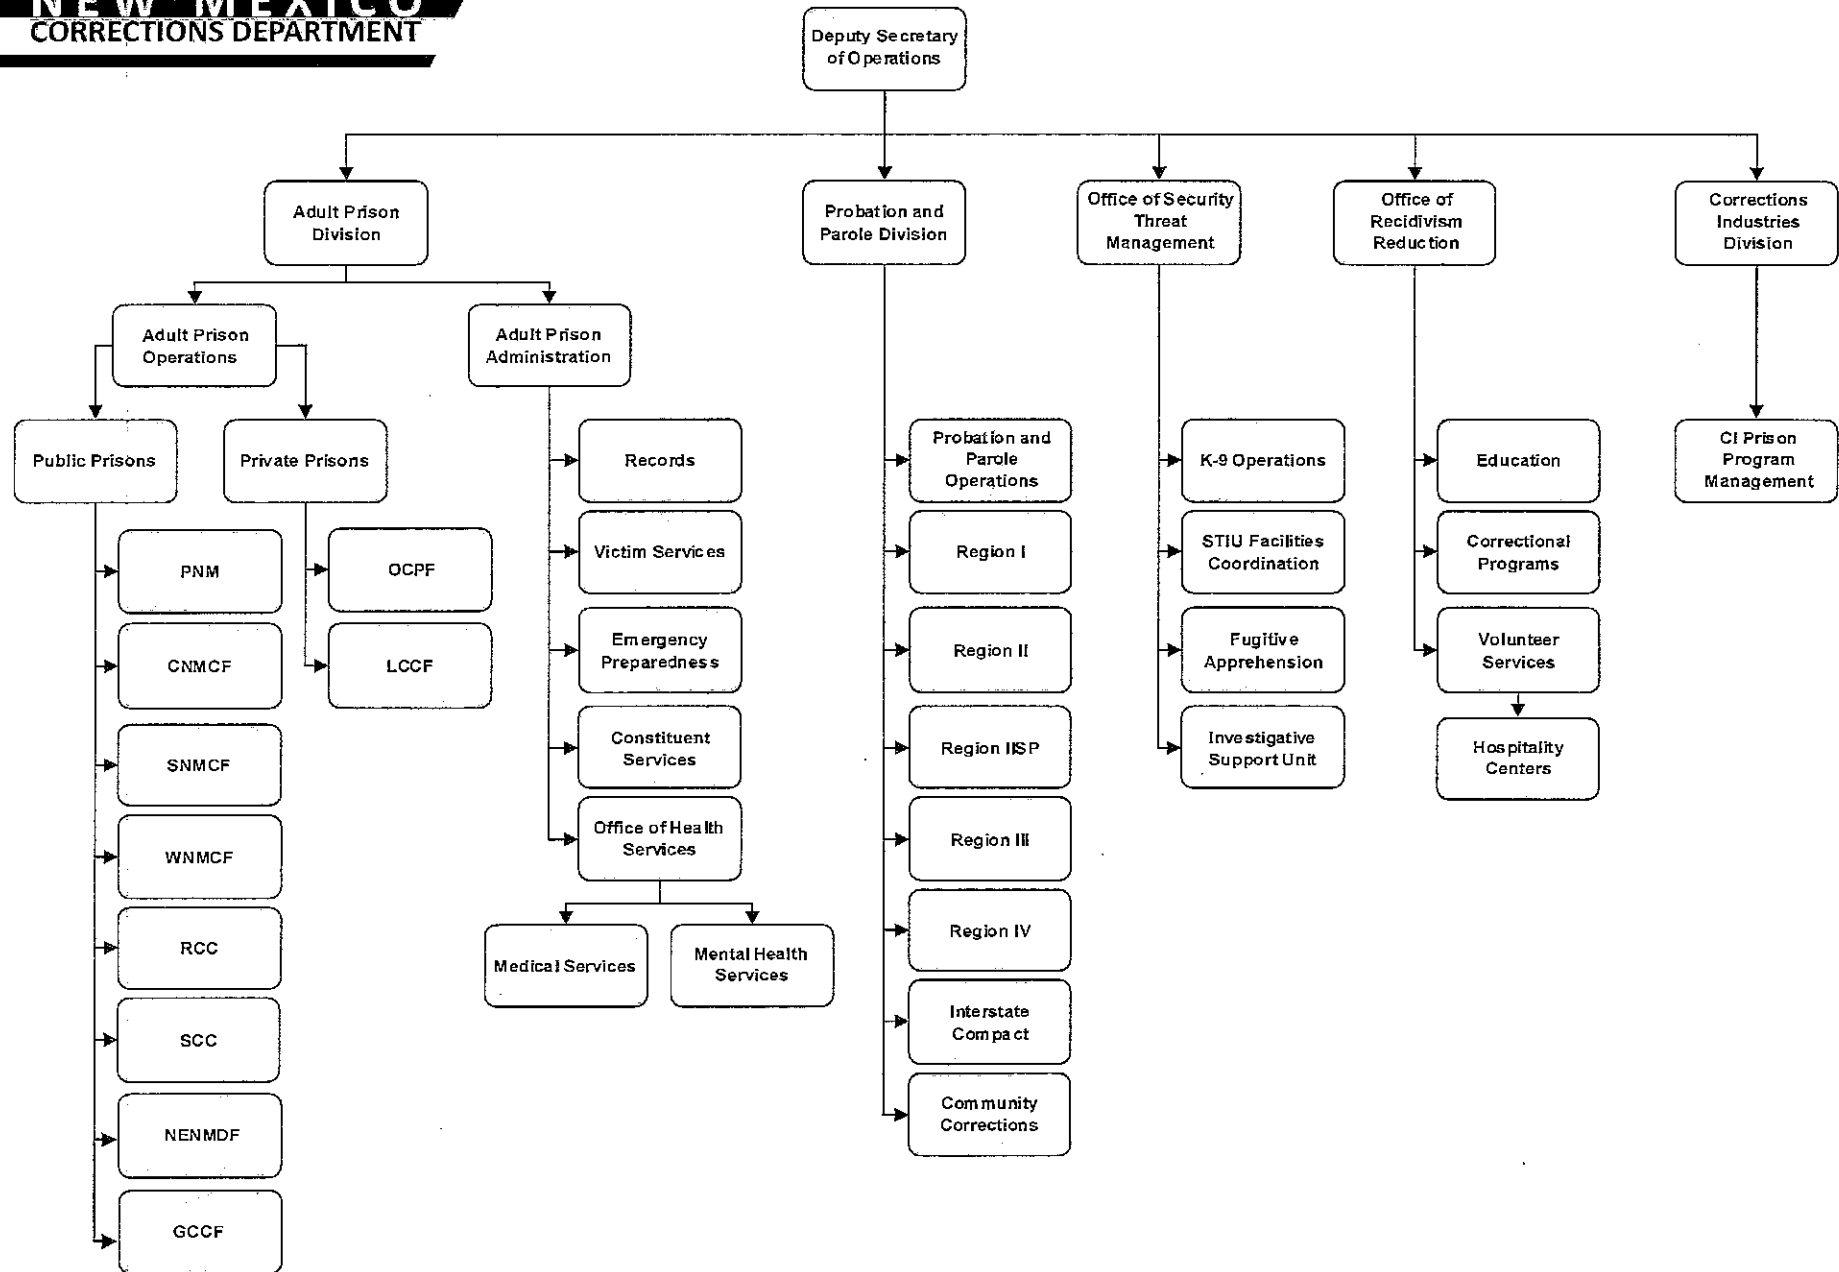 NEW MEXICO
CORRECTIONS DEPARTMENT
Deputy Secretary
of Operations
Adult Prison
Division
Probation and
Parole Division
Office of Security
Threat
Management
Office of
Recidivism
Reduction
Corrections
Industries
Division
Adult Prison
Operations
Adult Prison
Administration
Public Prisons
Private Prisons
PNM
CNMCF
SNMCF
WNMCF
RCC
SCC
NENMDF
GCCF
OCPF
LCCF
Records
Victim Services
Emergency
Preparedness
Constituent
Services
Office of Health
Services
Medical Services
Mental Health
Services
Probation and
Parole
Operations
Region I
Region II
Region IISP
Region III
Region IV
Interstate
Compact
Community
Corrections
K-9 Operations
STIU Facilities
Coordination
Fugitive
Apprehension
Investigative
Support Unit
Education
Correctional
Programs
Volunteer
Services
Hospitality
Centers
CI Prison
Program
Management